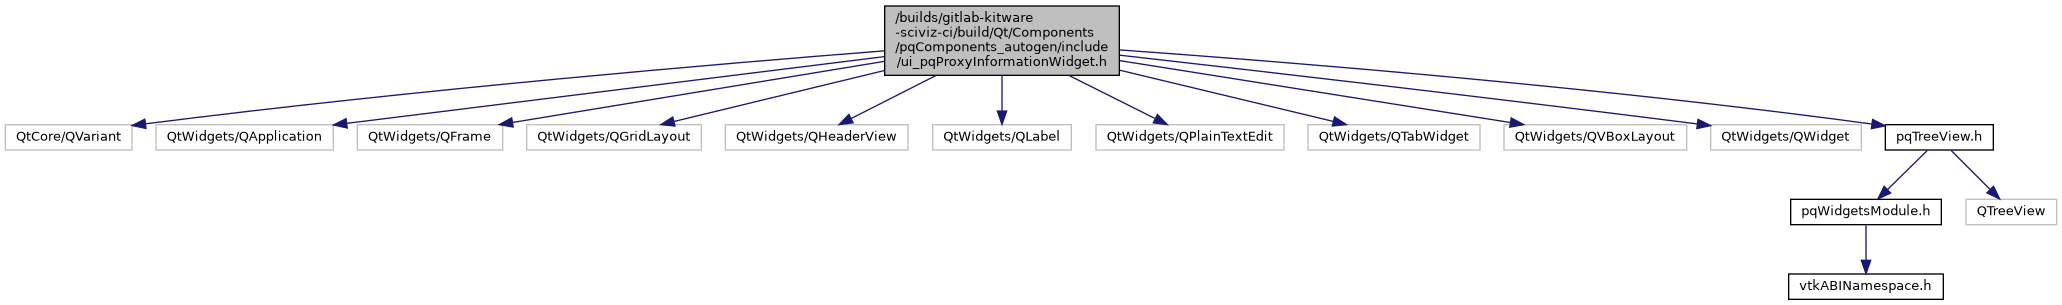 /builds/gitlab-kitware
-sciviz-ci/build/Qt/Components
/pqComponents_autogen/include
/ui_pqProxyInformationWidget.h
QtCore/QVariant
QtWidgets/QApplication
QtWidgets/QFrame
QtWidgets/QGridLayout
QtWidgets/QHeaderView
QtWidgets/QLabel
QtWidgets/QPlainTextEdit
QtWidgets/QTabWidget
QtWidgets/QVBoxLayout
QtWidgets/QWidget
pqTreeView.h
pqWidgetsModule.h
QTreeView
vtkABINamespace.h